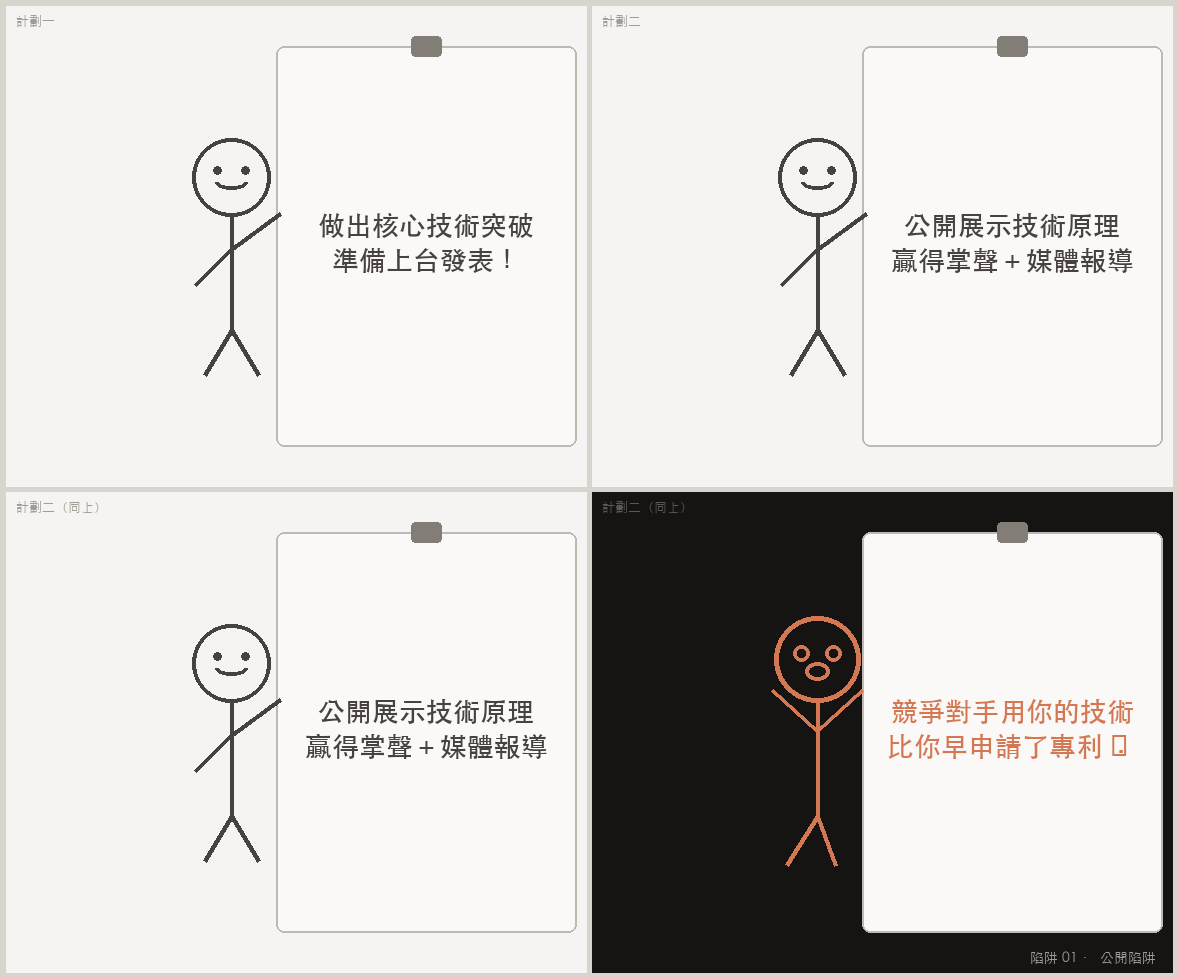 計劃一
做出核心技術突破
準備上台發表！
計劃二
公開展示技術原理
贏得掌聲＋媒體報導
計劃二（同上）
公開展示技術原理
贏得掌聲＋媒體報導
計劃二（同上）
競爭對手用你的技術
比你早申請了專利
陷阱 01 · 公開陷阱